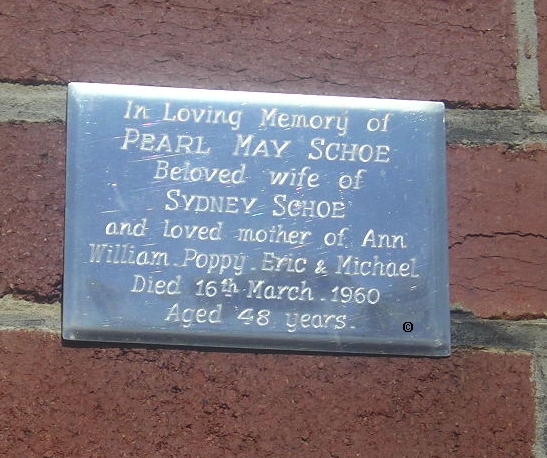 In Loving Memory of
PEARL MAY SCHOE
Beloved wife of
SYDNEY SCHOE
and loved mother of Ann
William. Poppy. Eric & Michael
Died 16th March. 1960
Aged 48 years.
©